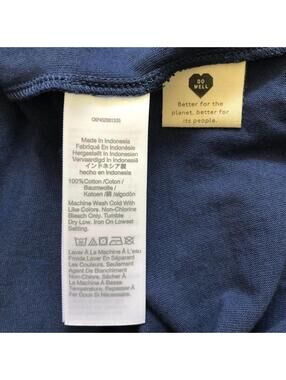 DO
WELL
Better for the
planet, better for
its people.
Made In Indonesia
Fabriqué En Indonésie
Hergestellt In Indonesien
Vervaardigd In Indonesië
インドネシア製
hecho en Indonesia
100%Cotton /Coton /
Baumwolle /
Katoen /綿 /algodón
Machine Wash Cold With
Like Colors. Non-Chlorine
Bleach Only. Tumble
Dry Low. Iron On Lowest
Setting.
Laver À La Machine À L'eau
Froide Laver En Séparant
Les Couleurs. Seulement
Agent De Blanchiment
Non-Chloré. Sécher À
La Machine À Basse
Température. Repasser À
Fer Doux Si Nécessaire.